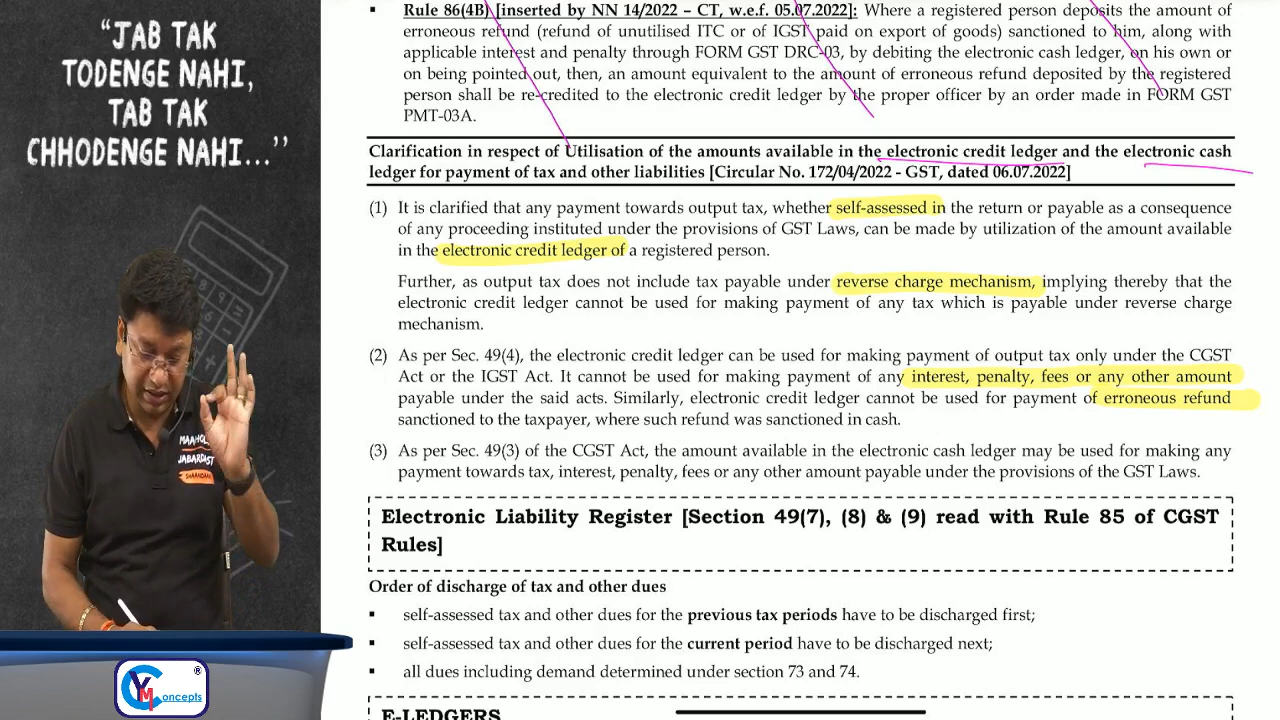 “JAB TAK
TODENGE NAHI,
TAB TAK
CHHODENGE NAHI...’’
MAAHOL
JABARDAST
SHAANDAAR
YM Concepts ®
▪ Rule 86(4B) [inserted by NN 14/2022 – CT, w.e.f. 05.07.2022]: Where a registered person deposits the amount of
erroneous refund (refund of unutilised ITC or of IGST paid on export of goods) sanctioned to him, along with
applicable interest and penalty through FORM GST DRC-03, by debiting the electronic cash ledger, on his own or
on being pointed out, then, an amount equivalent to the amount of erroneous refund deposited by the registered
person shall be re-credited to the electronic credit ledger by the proper officer by an order made in FORM GST
PMT-03A.
Clarification in respect of Utilisation of the amounts available in the electronic credit ledger and the electronic cash
ledger for payment of tax and other liabilities [Circular No. 172/04/2022 - GST, dated 06.07.2022]
(1) It is clarified that any payment towards output tax, whether self-assessed in the return or payable as a consequence
of any proceeding instituted under the provisions of GST Laws, can be made by utilization of the amount available
in the electronic credit ledger of a registered person.
Further, as output tax does not include tax payable under reverse charge mechanism, implying thereby that the
electronic credit ledger cannot be used for making payment of any tax which is payable under reverse charge
mechanism.
(2) As per Sec. 49(4), the electronic credit ledger can be used for making payment of output tax only under the CGST
Act or the IGST Act. It cannot be used for making payment of any interest, penalty, fees or any other amount
payable under the said acts. Similarly, electronic credit ledger cannot be used for payment of erroneous refund
sanctioned to the taxpayer, where such refund was sanctioned in cash.
(3) As per Sec. 49(3) of the CGST Act, the amount available in the electronic cash ledger may be used for making any
payment towards tax, interest, penalty, fees or any other amount payable under the provisions of the GST Laws.
Electronic Liability Register [Section 49(7), (8) & (9) read with Rule 85 of CGST
Rules]
Order of discharge of tax and other dues
▪ self-assessed tax and other dues for the previous tax periods have to be discharged first;
▪ self-assessed tax and other dues for the current period have to be discharged next;
▪ all dues including demand determined under section 73 and 74.
E-LEDGERS